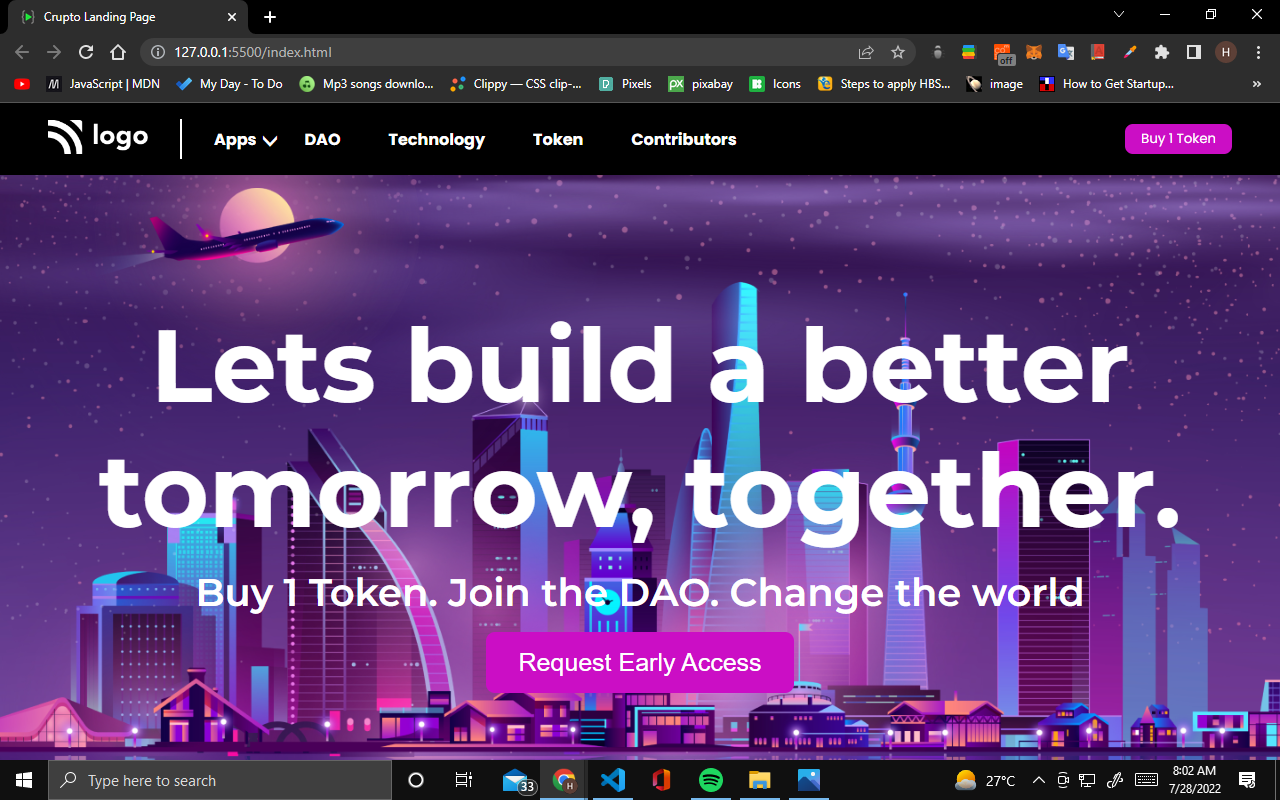 Crupto Landing Page
127.0.0.1:5500/index.html
off
H
JavaScript | MDN
My Day - To Do
Mp3 songs downlo...
Clippy — CSS clip-...
Pixels
px
pixabay
Icons
Steps to apply HBS...
image
How to Get Startup...
»
logo
Apps
DAO
Technology
Token
Contributors
Buy 1 Token
Lets build a better
tomorrow, together.
Buy 1 Token. Join the DAO. Change the world
Request Early Access
Type here to search
33
H
27°C
8:02 AM
7/28/2022